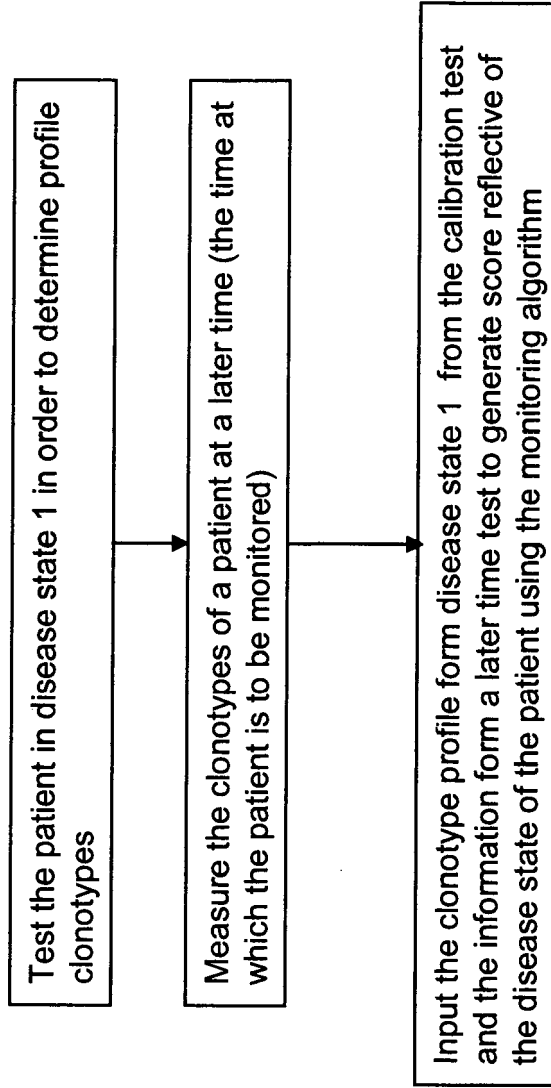 Test the patient in disease state 1 in order to determine profile
clonotypes
Measure the clonotypes of a patient at a later time (the time at
which the patient is to be monitored)
Input the clonotype profile form disease state 1 from the calibration test
and the information form a later time test to generate score reflective of
the disease state of the patient using the monitoring algorithm